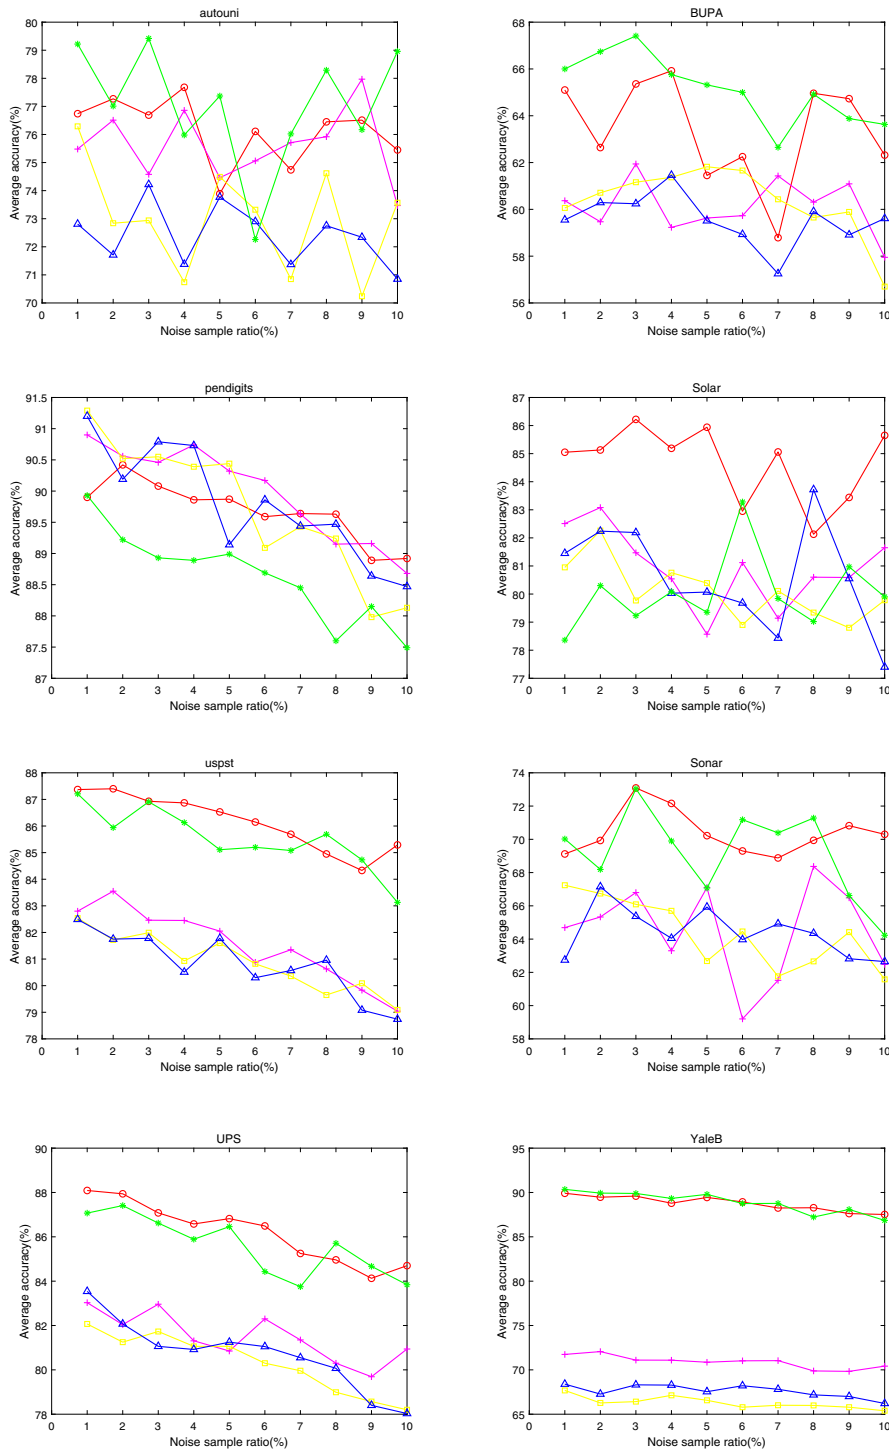 autouni
80
79
78
77
76
75
74
73
72
71
70
Average accuracy(%)
0 1 2 3 4 5 6 7 8 9 10
Noise sample ratio(%)
BUPA
68
66
64
62
60
58
56
Average accuracy(%)
0 1 2 3 4 5 6 7 8 9 10
Noise sample ratio(%)
pendigits
91.5
91
90.5
90
89.5
89
88.5
88
87.5
87
Average accuracy(%)
0 1 2 3 4 5 6 7 8 9 10
Noise sample ratio(%)
Solar
87
86
85
84
83
82
81
80
79
78
77
Average accuracy(%)
0 1 2 3 4 5 6 7 8 9 10
Noise sample ratio(%)
uspst
88
87
86
85
84
83
82
81
80
79
78
Average accuracy(%)
0 1 2 3 4 5 6 7 8 9 10
Noise sample ratio(%)
Sonar
74
72
70
68
66
64
62
60
58
Average accuracy(%)
0 1 2 3 4 5 6 7 8 9 10
Noise sample ratio(%)
UPS
90
88
86
84
82
80
78
Average accuracy(%)
0 1 2 3 4 5 6 7 8 9 10
Noise sample ratio(%)
YaleB
95
90
85
80
75
70
65
Average accuracy(%)
0 1 2 3 4 5 6 7 8 9 10
Noise sample ratio(%)